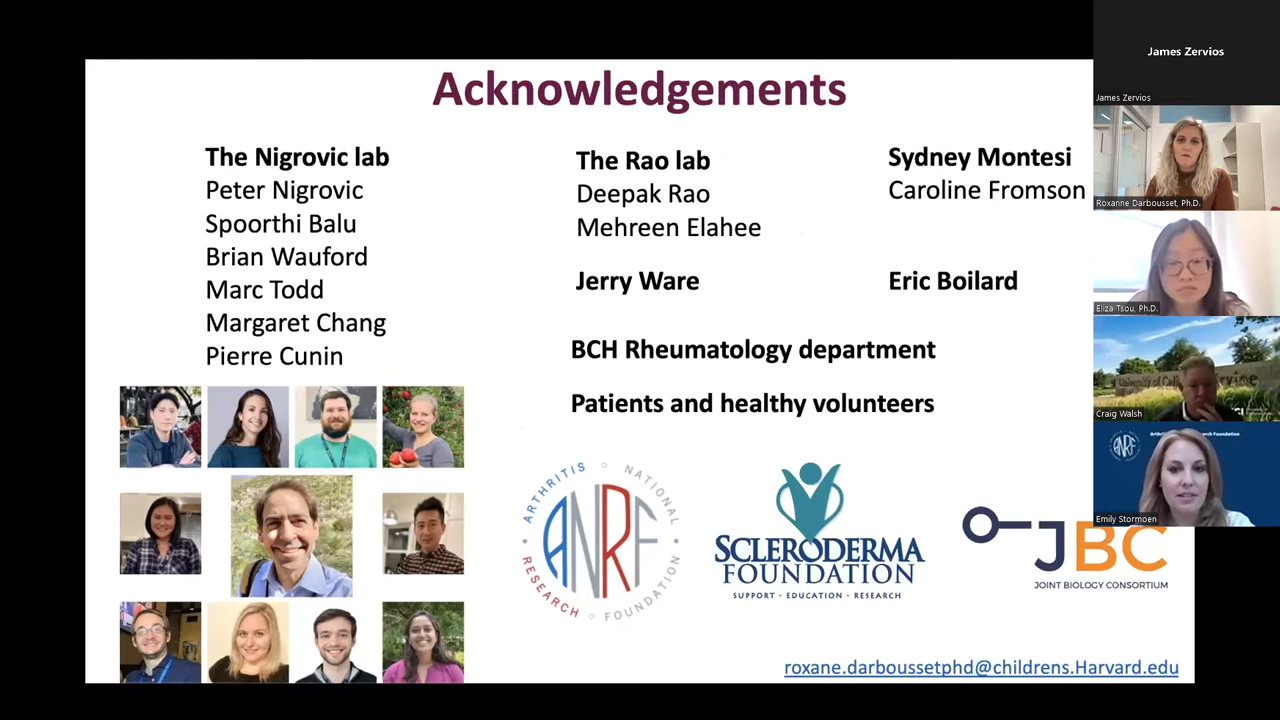 Acknowledgements
The Nigrovic lab
Peter Nigrovic
Spoorthi Balu
Brian Wauford
Marc Todd
Margaret Chang
Pierre Cunin
The Rao lab
Deepak Rao
Mehreen Elahee
Sydney Montesi
Caroline Fromson
Jerry Ware
Eric Boilard
BCH Rheumatology department
Patients and healthy volunteers
ARTHRITIS NATIONAL
ANRF
RESEARCH FOUNDATION
SCLERODERMA
FOUNDATION
SUPPORT · EDUCATION · RESEARCH
JBC
JOINT BIOLOGY CONSORTIUM
roxane.darboussetphd@childrens.Harvard.edu
James Zervios
James Zervios
Roxanne Darbousset, Ph.D.
Eliza Tsou, Ph.D.
Craig Walsh
ANRF
Emily Stormoen